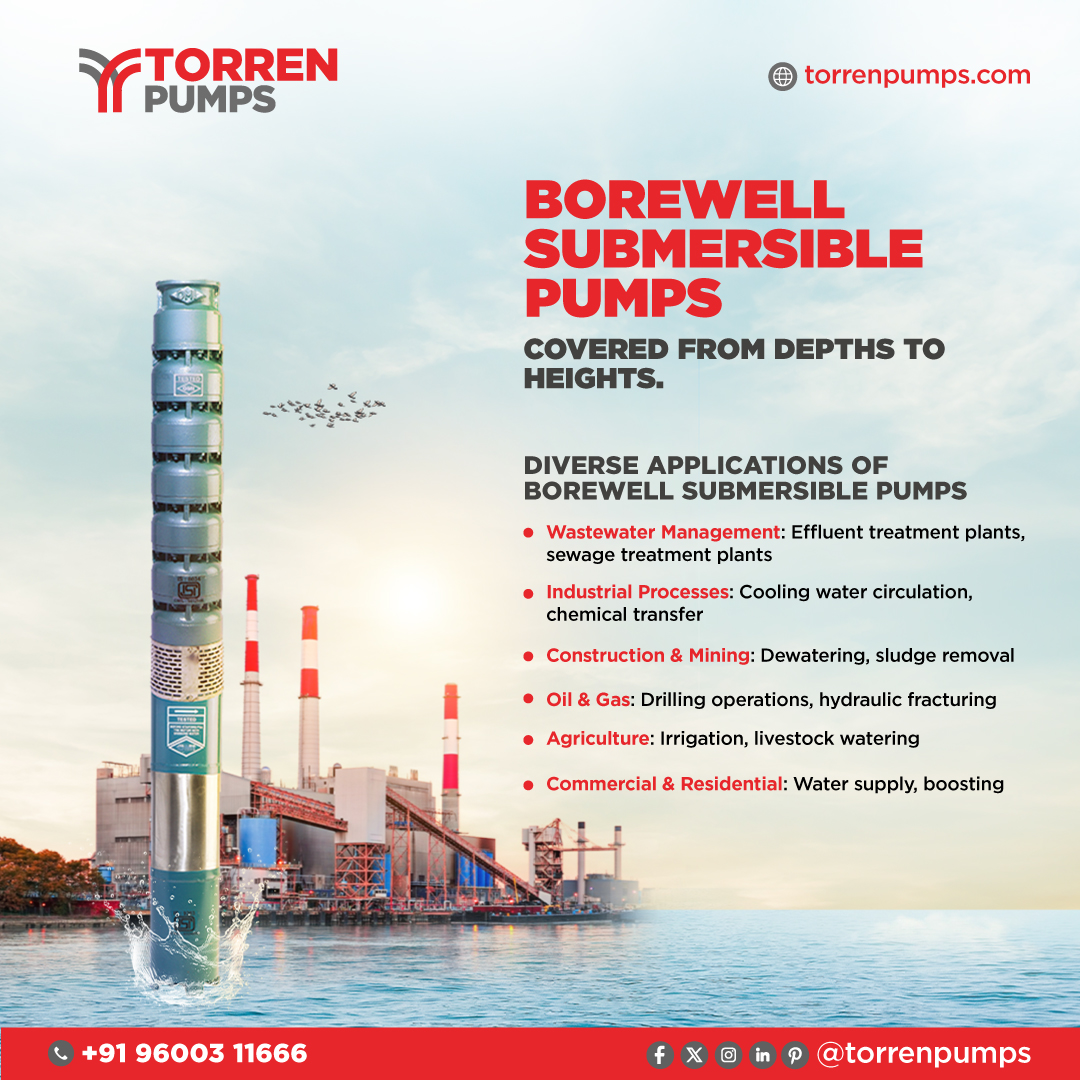 TORREN
PUMPS
torrenpumps.com
BOREWELL
SUBMERSIBLE
PUMPS
COVERED FROM DEPTHS TO
HEIGHTS.
DIVERSE APPLICATIONS OF
BOREWELL SUBMERSIBLE PUMPS
Wastewater Management: Effluent treatment plants,
sewage treatment plants
Industrial Processes: Cooling water circulation,
chemical transfer
Construction & Mining: Dewatering, sludge removal
Oil & Gas: Drilling operations, hydraulic fracturing
Agriculture: Irrigation, livestock watering
Commercial & Residential: Water supply, boosting
TESTED
TESTED
+91 96003 11666
@torrenpumps